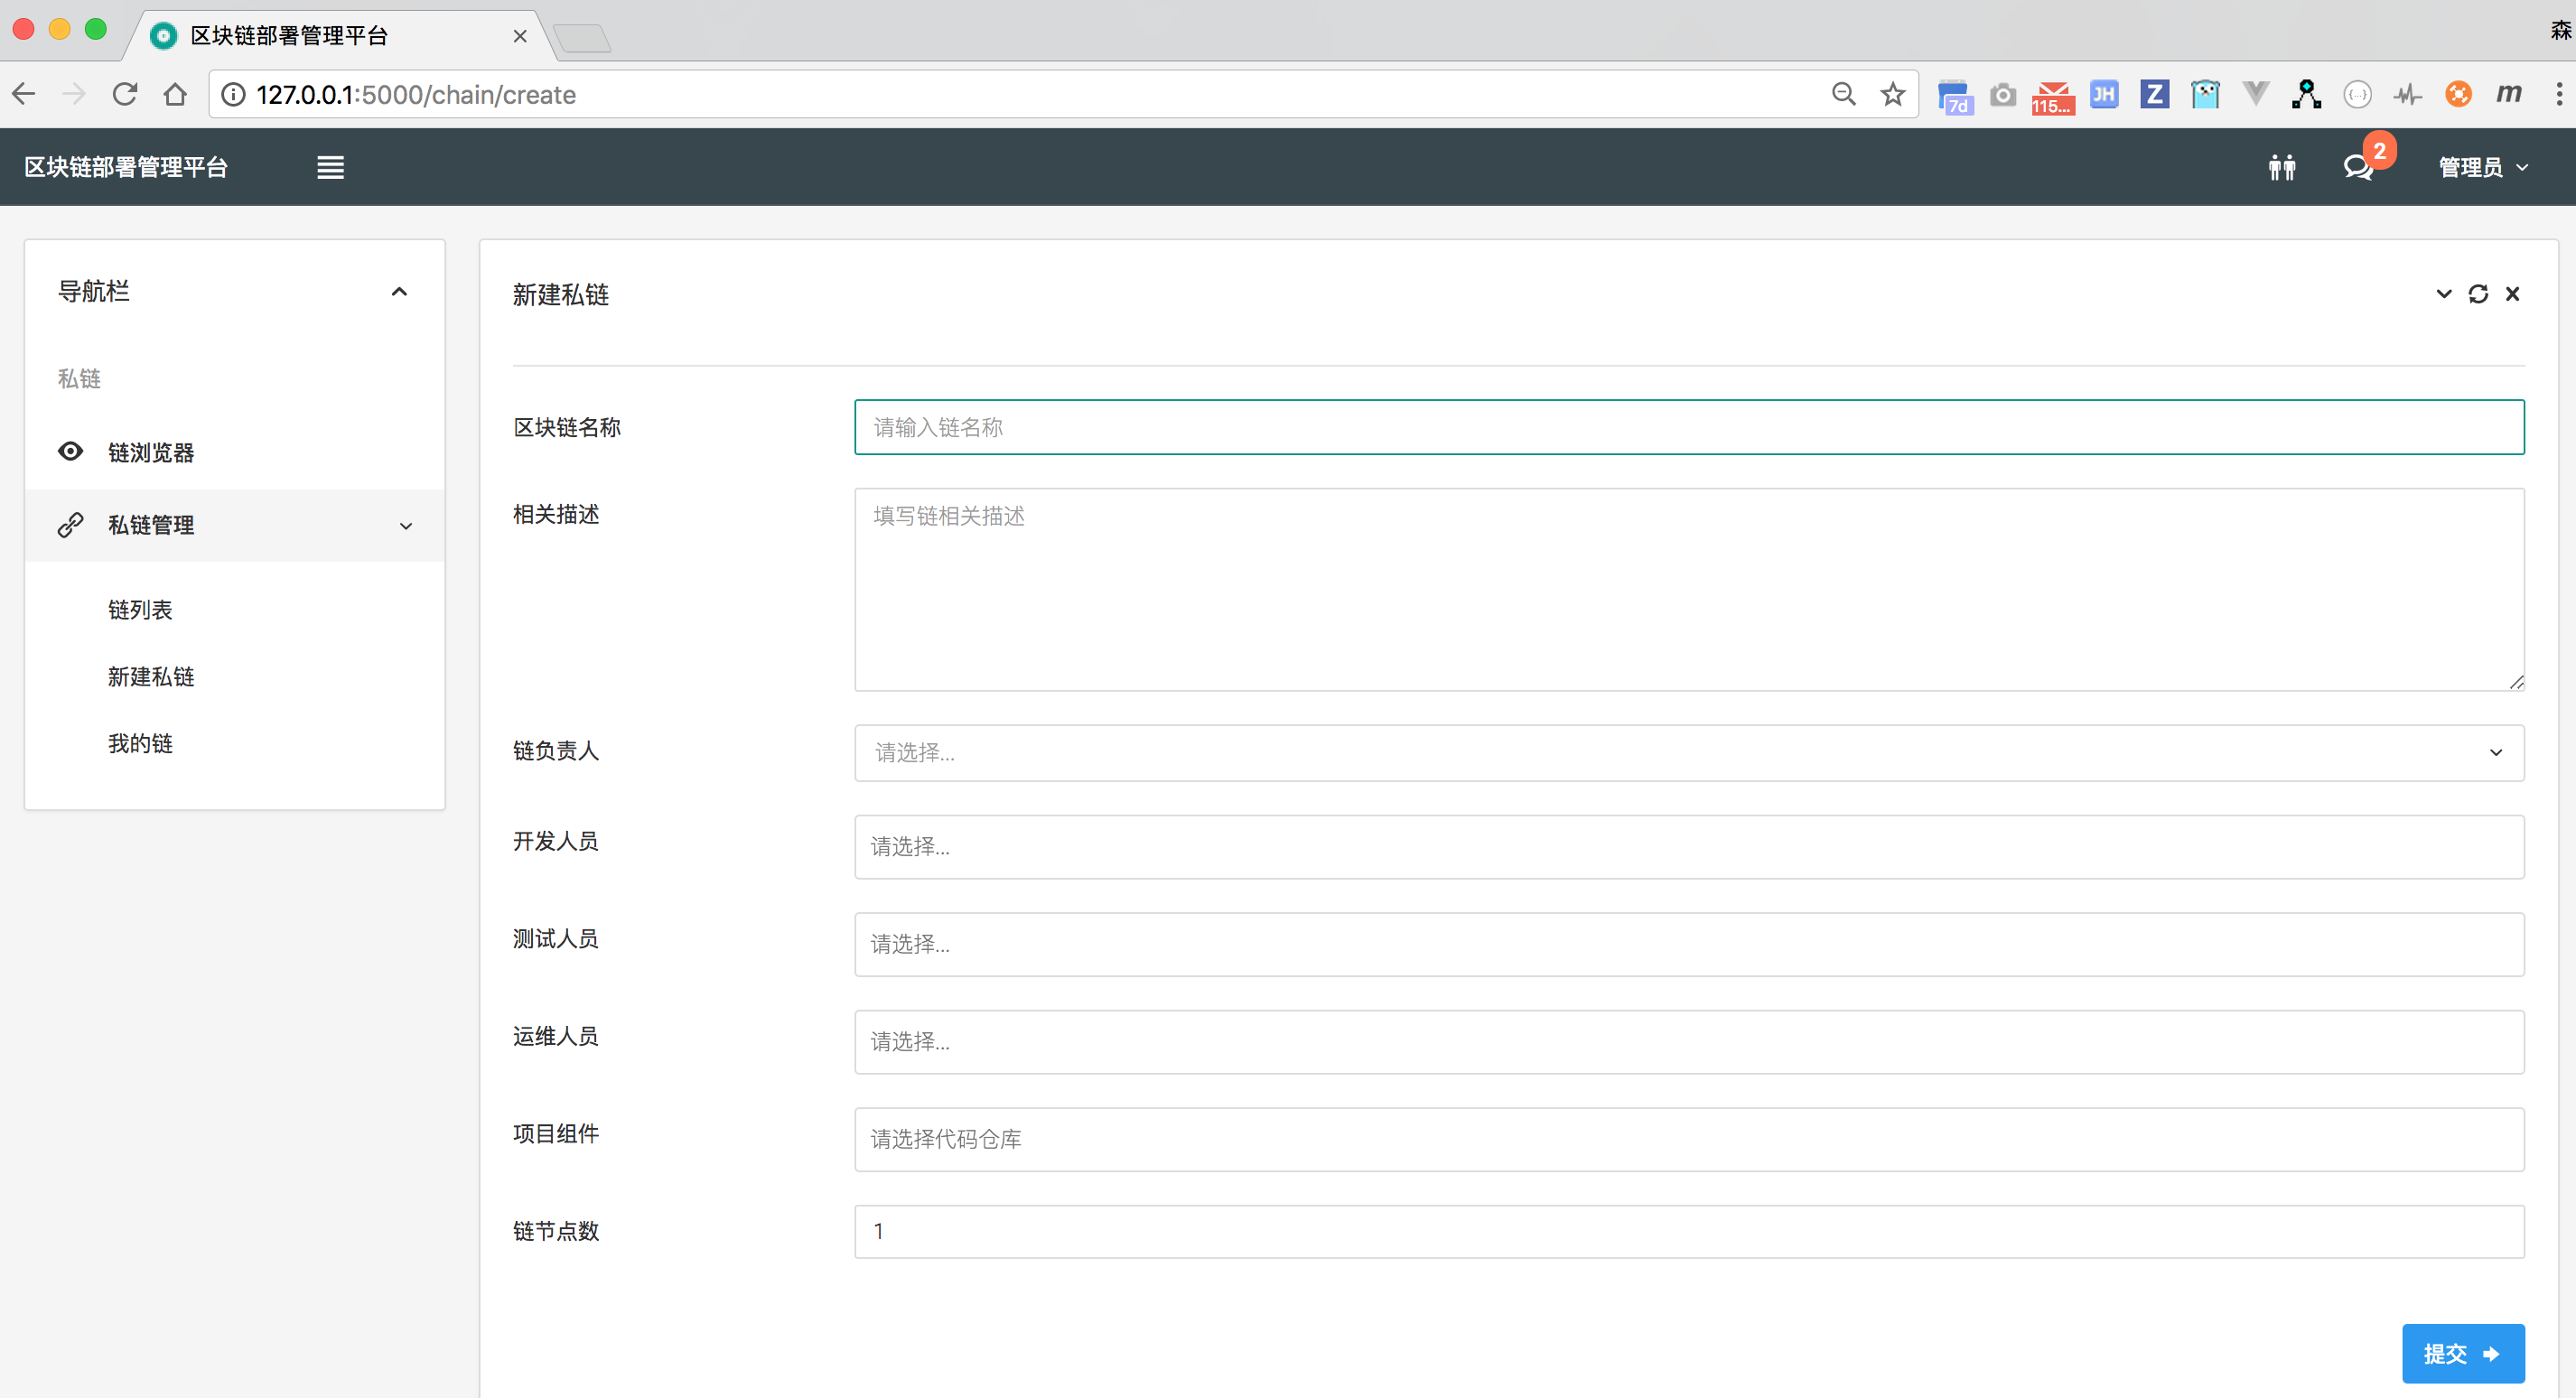 区块链部署管理平台
森
127.0.0.1:5000/chain/create
7d
115...
JH
Z
{...}
m
区块链部署管理平台
2
管理员
导航栏
私链
链浏览器
私链管理
链列表
新建私链
我的链
新建私链
区块链名称
请输入链名称
相关描述
填写链相关描述
链负责人
请选择...
开发人员
请选择...
测试人员
请选择...
运维人员
请选择...
项目组件
请选择代码仓库
链节点数
1
提交